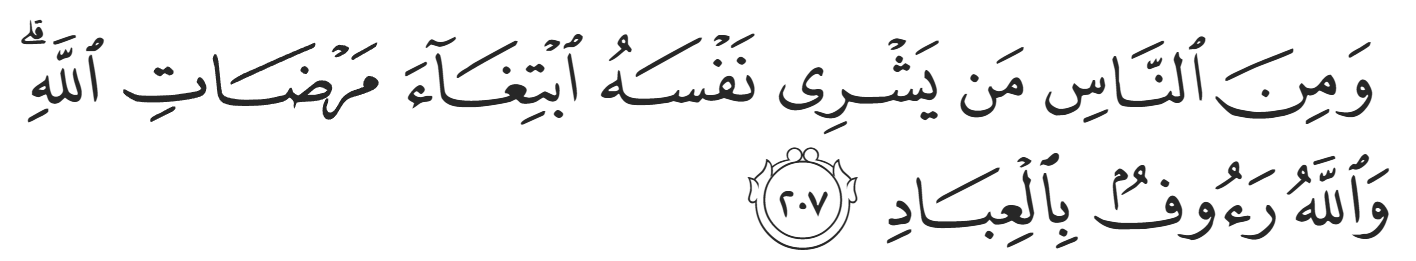 وَمِنَ ٱلنَّاسِ مَن يَشْرِى نَفْسَهُ ٱبْتِغَآءَ مَرْضَاتِ ٱللَّهِ ۗ
وَٱللَّهُ رَءُوفٌۢ بِٱلْعِبَادِ ٢٠٧